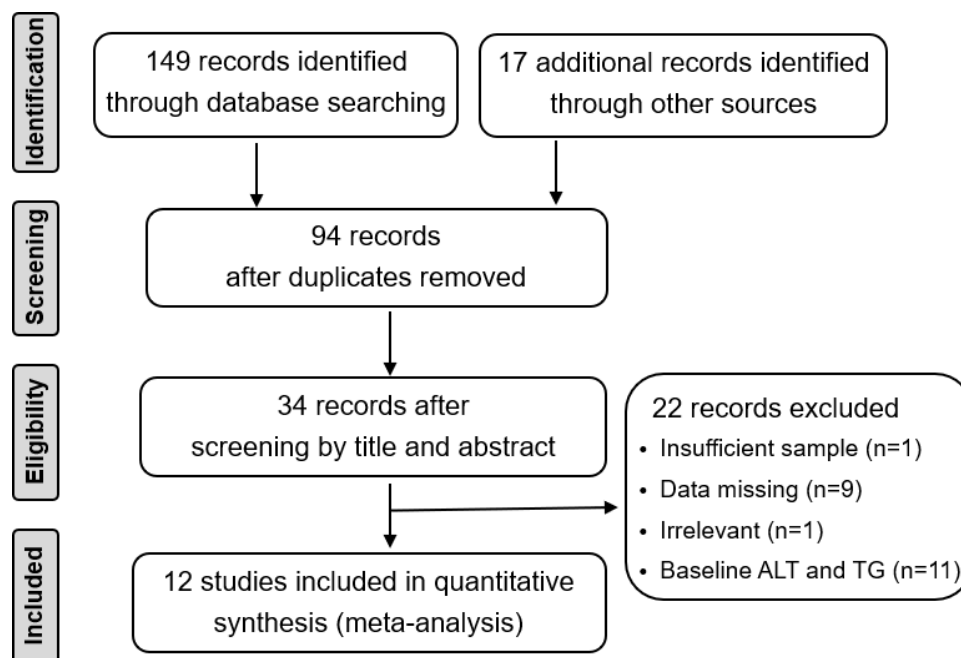 Identification
149 records identified
through database searching
17 additional records identified
through other sources
Screening
94 records
after duplicates removed
Eligibility
34 records after
screening by title and abstract
22 records excluded
• Insufficient sample (n=1)
• Data missing (n=9)
• Irrelevant (n=1)
• Baseline ALT and TG (n=11)
Included
12 studies included in quantitative
synthesis (meta-analysis)